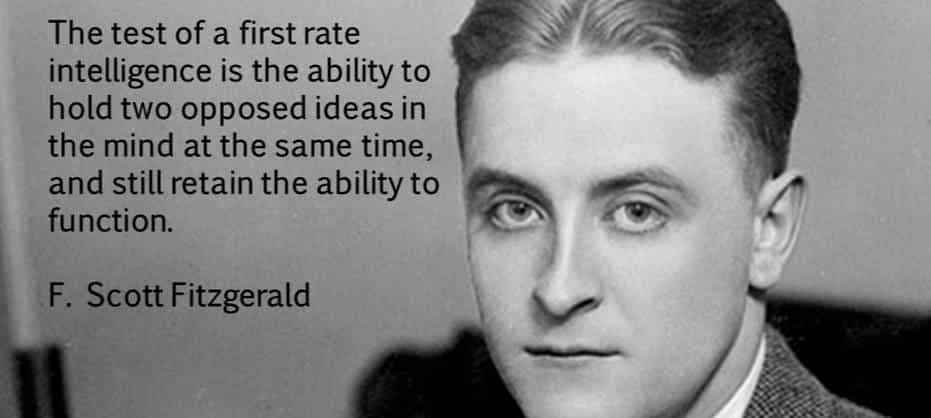 The test of a first rate
intelligence is the ability to
hold two opposed ideas in
the mind at the same time,
and still retain the ability to
function.
F. Scott Fitzgerald